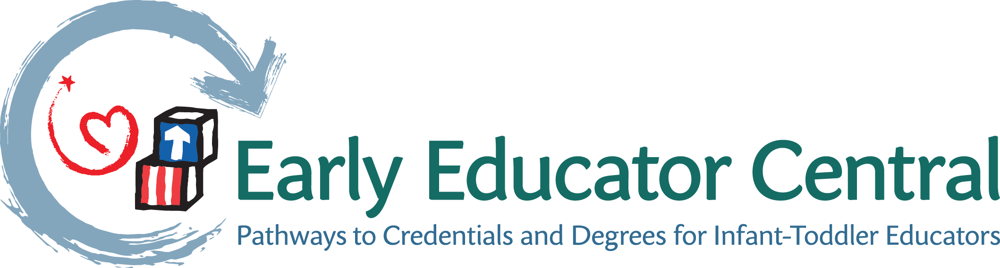 Early Educator Central
Pathways to Credentials and Degrees for Infant-Toddler Educators